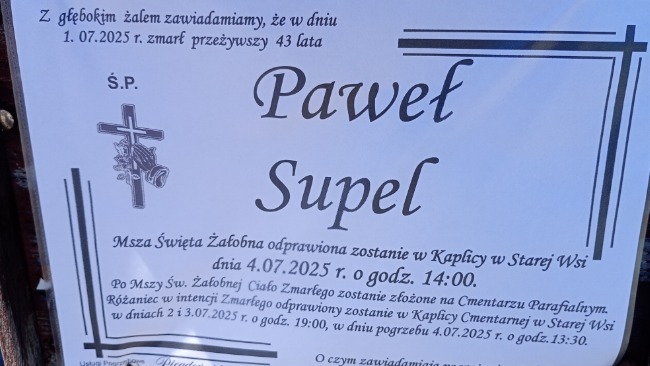 Z głębokim żalem zawiadamiamy, że w dniu
1. 07.2025 r. zmarł przeżywszy 43 lata
Ś.P.
Paweł
Supel
Msza Święta Żałobna odprawiona zostanie w Kaplicy w Starej Wsi
dnia 4.07.2025 r. o godz. 14:00.
Po Mszy Św. Żałobnej Ciało Zmarłego zostanie złożone na Cmentarzu Parafialnym.
Różaniec w intencji Zmarłego odprawiony zostanie w Kaplicy Cmentarnej w Starej Wsi
w dniach 2 i 3.07.2025 r. o godz. 19:00, w dniu pogrzebu 4.07.2025 r. o godz. 13:30.
O czym zawiadamiają